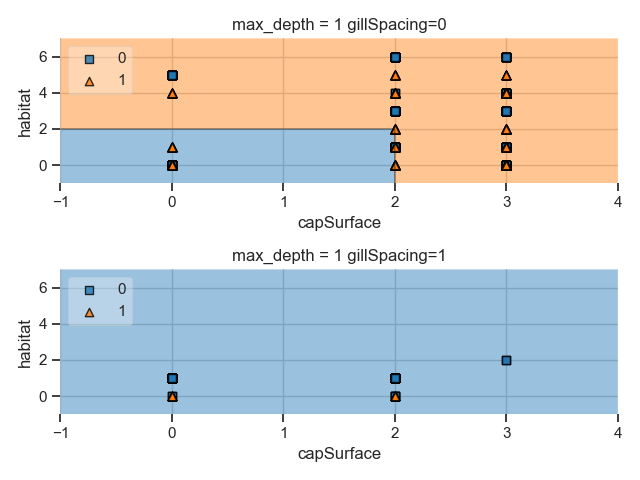 max_depth = 1 gillSpacing=0
0
1
habitat
6
4
2
0
−1 0 1 2 3 4
capSurface
max_depth = 1 gillSpacing=1
0
1
habitat
6
4
2
0
−1 0 1 2 3 4
capSurface